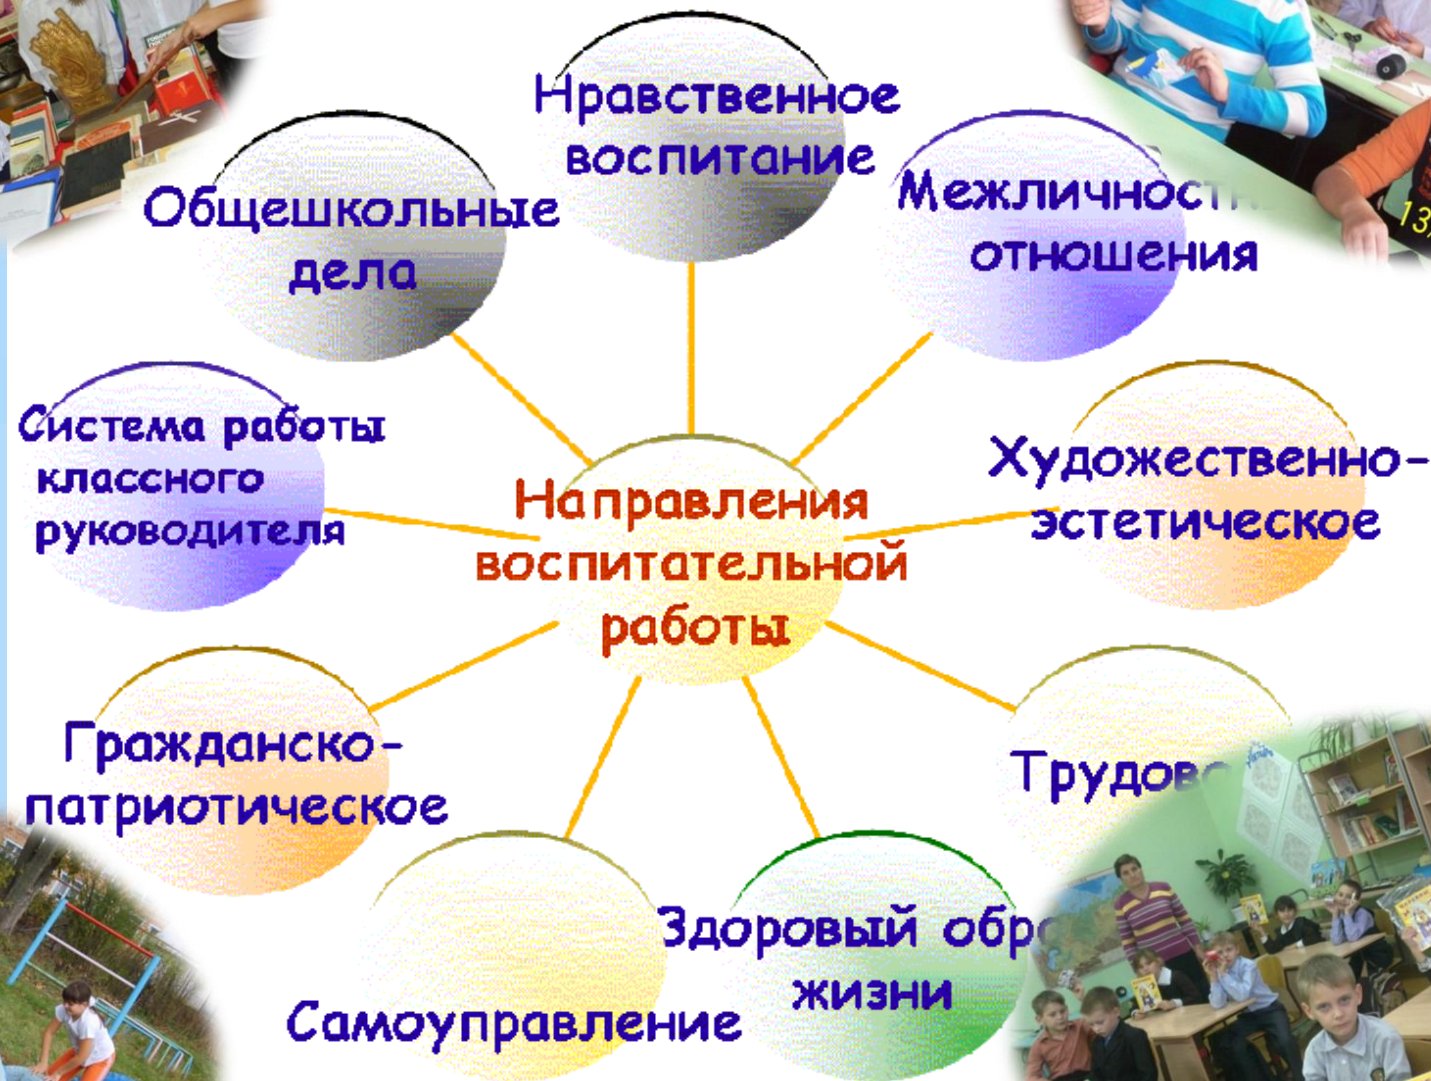 Нравственное
воспитание
Общешкольные
дела
Межличност
отношения
Система работы
классного
руководителя
Художественно-
эстетическое
Направления
воспитательной
работы
Гражданско-
патриотическое
Трудово
Здоровый обр
жизни
Самоуправление